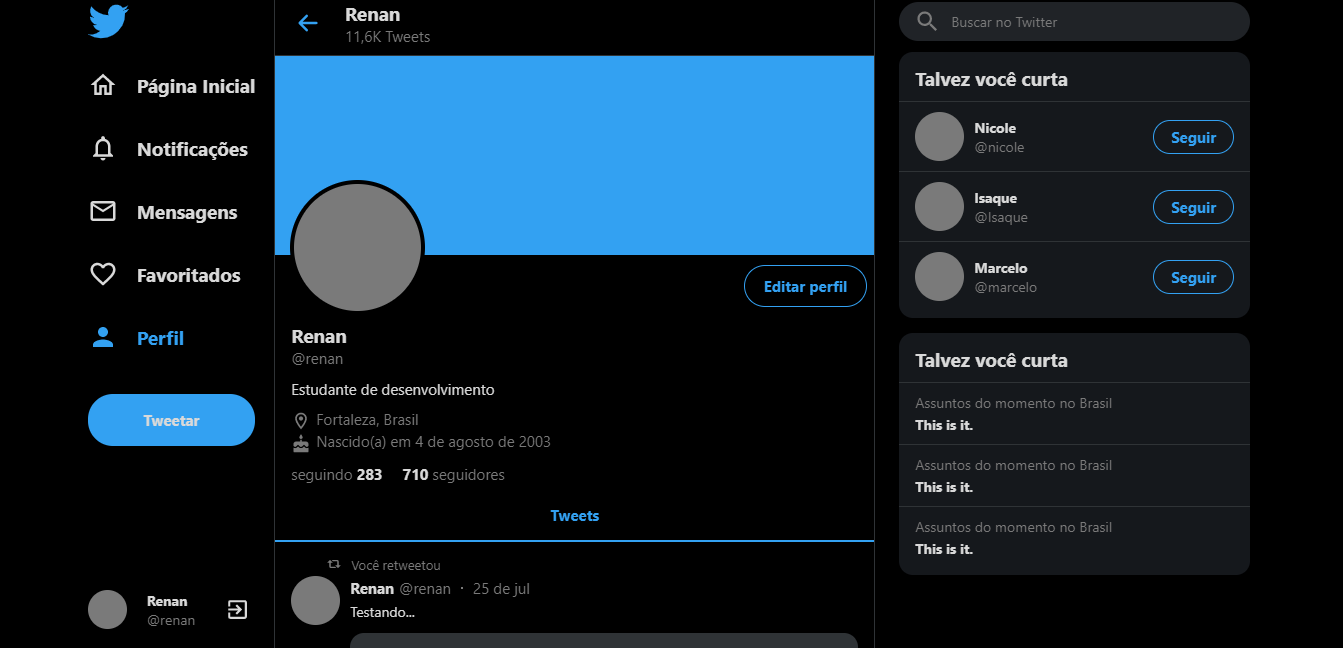 Página Inicial
Notificações
Mensagens
Favoritados
Perfil
Tweetar
Renan
@renan
Renan
11,6K Tweets
Editar perfil
Renan
@renan
Estudante de desenvolvimento
Fortaleza, Brasil
Nascido(a) em 4 de agosto de 2003
seguindo 283 710 seguidores
Tweets
Você retweetou
Renan @renan · 25 de jul
Testando...
Buscar no Twitter
Talvez você curta
Nicole
@nicole
Seguir
Isaque
@Isaque
Seguir
Marcelo
@marcelo
Seguir
Talvez você curta
Assuntos do momento no Brasil
This is it.
Assuntos do momento no Brasil
This is it.
Assuntos do momento no Brasil
This is it.